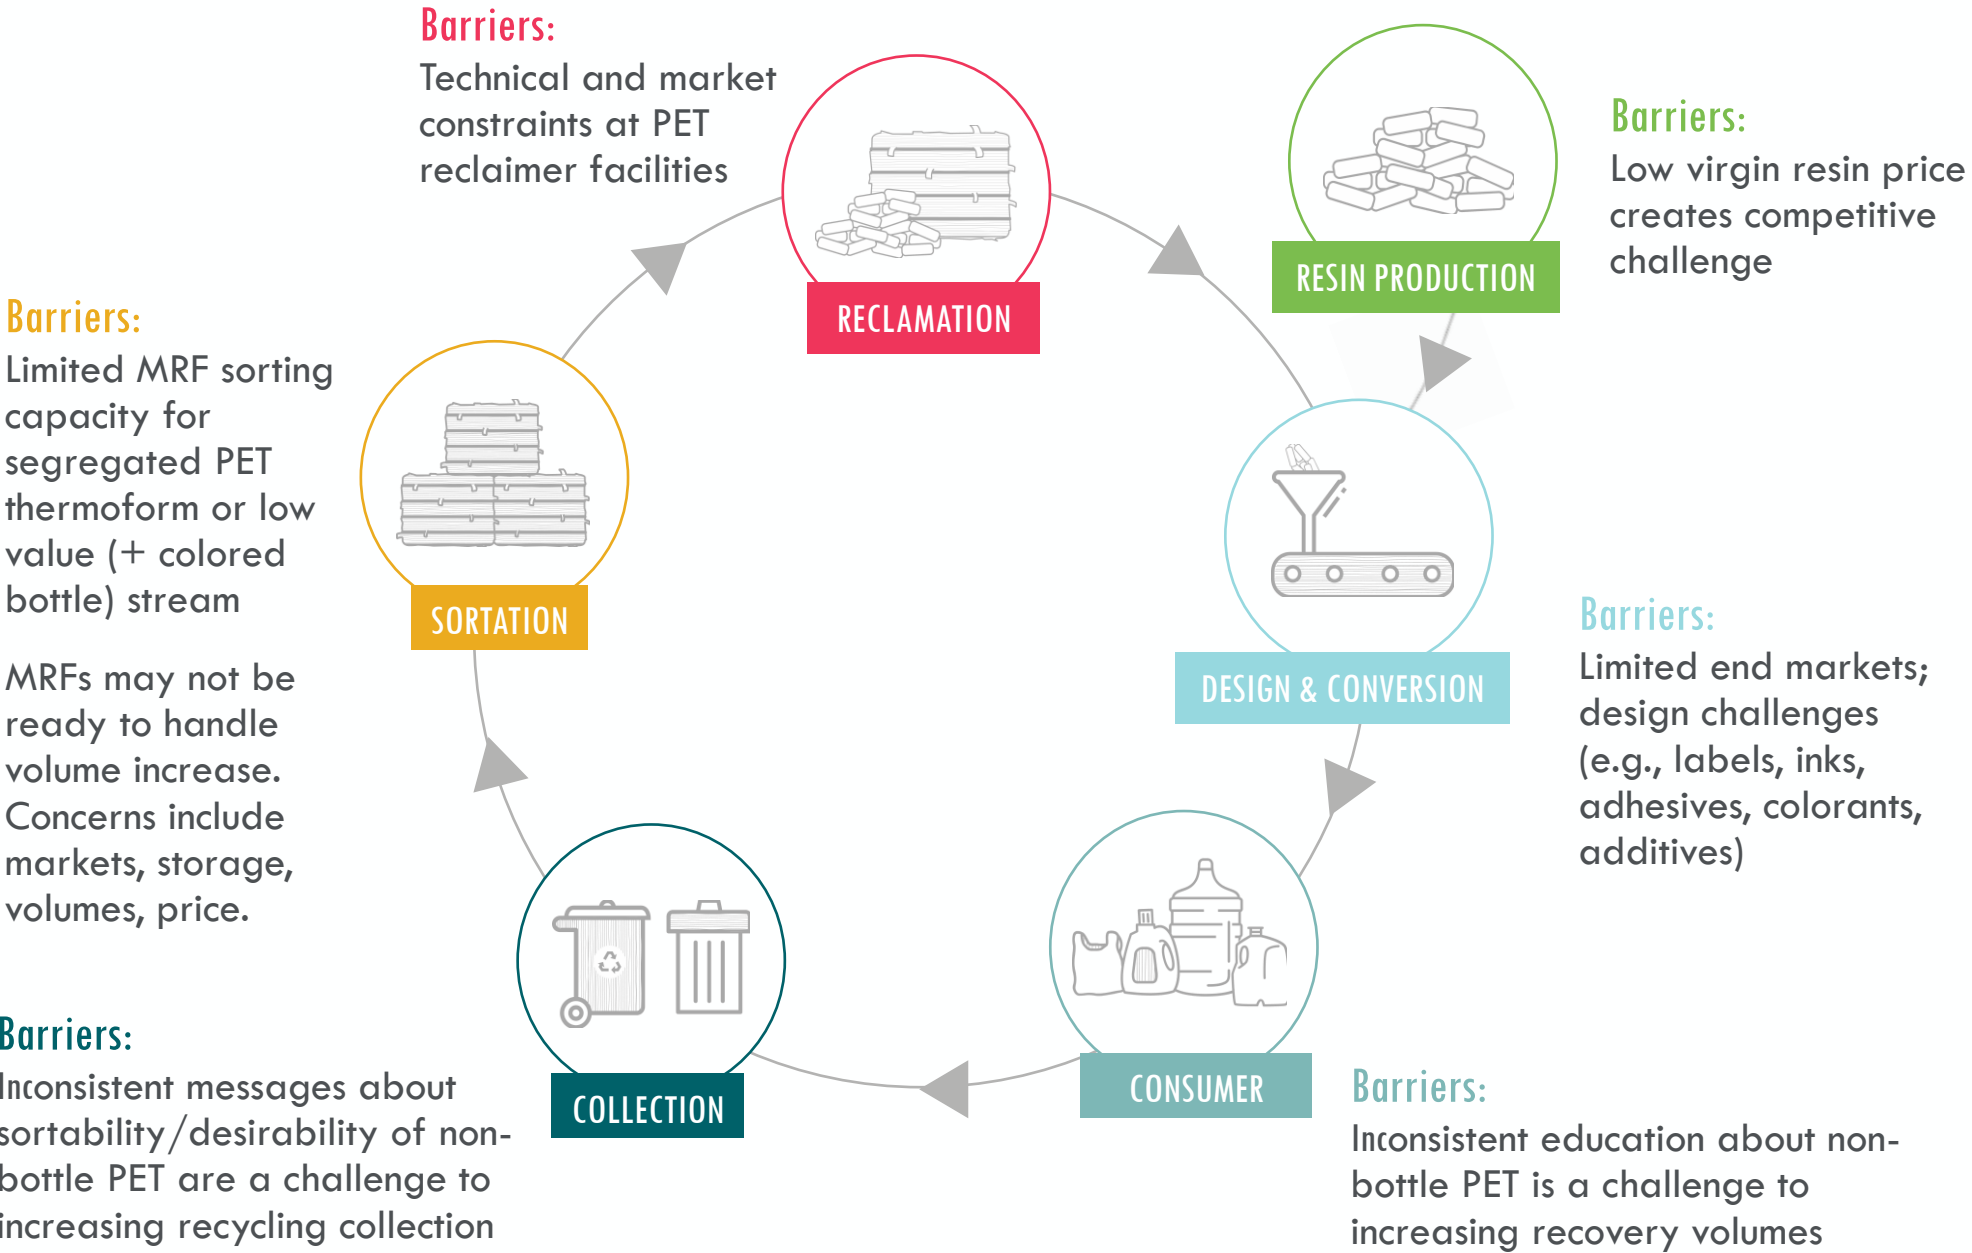 Barriers:
Technical and market
constraints at PET
reclaimer facilities
RECLAMATION
Barriers:
Low virgin resin price
creates competitive
challenge
RESIN PRODUCTION
Barriers:
Limited MRF sorting
capacity for
segregated PET
thermoform or low
value (+ colored
bottle) stream
MRFs may not be
ready to handle
volume increase.
Concerns include
markets, storage,
volumes, price.
SORTATION
DESIGN & CONVERSION
Barriers:
Limited end markets;
design challenges
(e.g., labels, inks,
adhesives, colorants,
additives)
Barriers:
Inconsistent messages about
sortability/desirability of non-
bottle PET are a challenge to
increasing recycling collection
COLLECTION
CONSUMER
Barriers:
Inconsistent education about non-
bottle PET is a challenge to
increasing recovery volumes